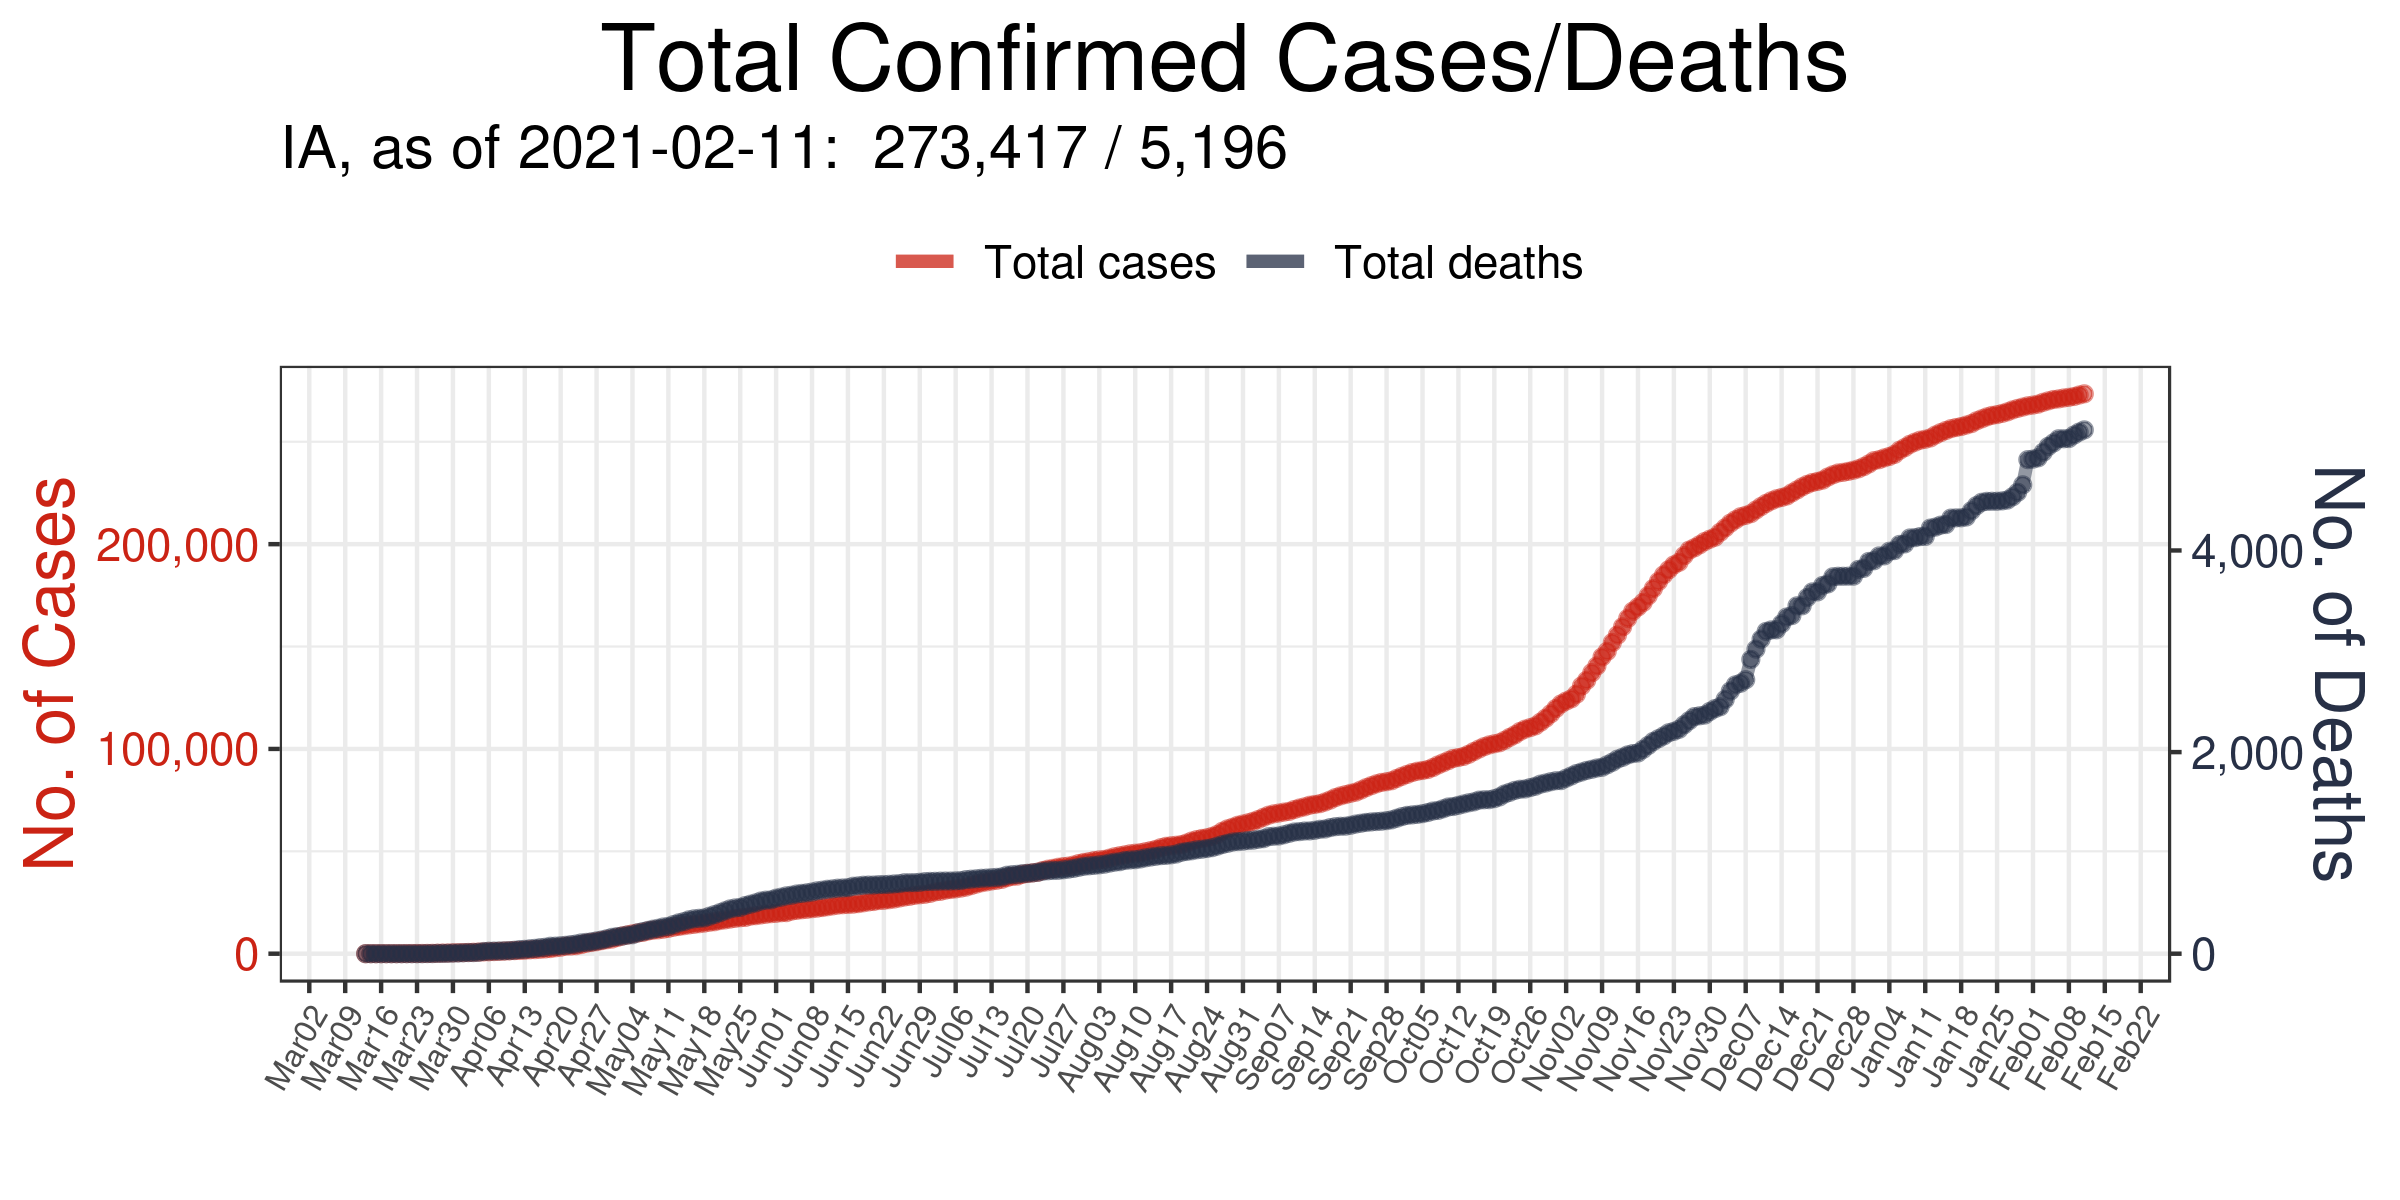 Total Confirmed Cases/Deaths
IA, as of 2021-02-11:  273,417 / 5,196
Total cases
Total deaths
No. of Cases
200,000
100,000
0
4,000
2,000
0
No. of Deaths
Mar02
Mar09
Mar16
Mar23
Mar30
Apr06
Apr13
Apr20
Apr27
May04
May11
May18
May25
Jun01
Jun08
Jun15
Jun22
Jun29
Jul06
Jul13
Jul20
Jul27
Aug03
Aug10
Aug17
Aug24
Aug31
Sep07
Sep14
Sep21
Sep28
Oct05
Oct12
Oct19
Oct26
Nov02
Nov09
Nov16
Nov23
Nov30
Dec07
Dec14
Dec21
Dec28
Jan04
Jan11
Jan18
Jan25
Feb01
Feb08
Feb15
Feb22